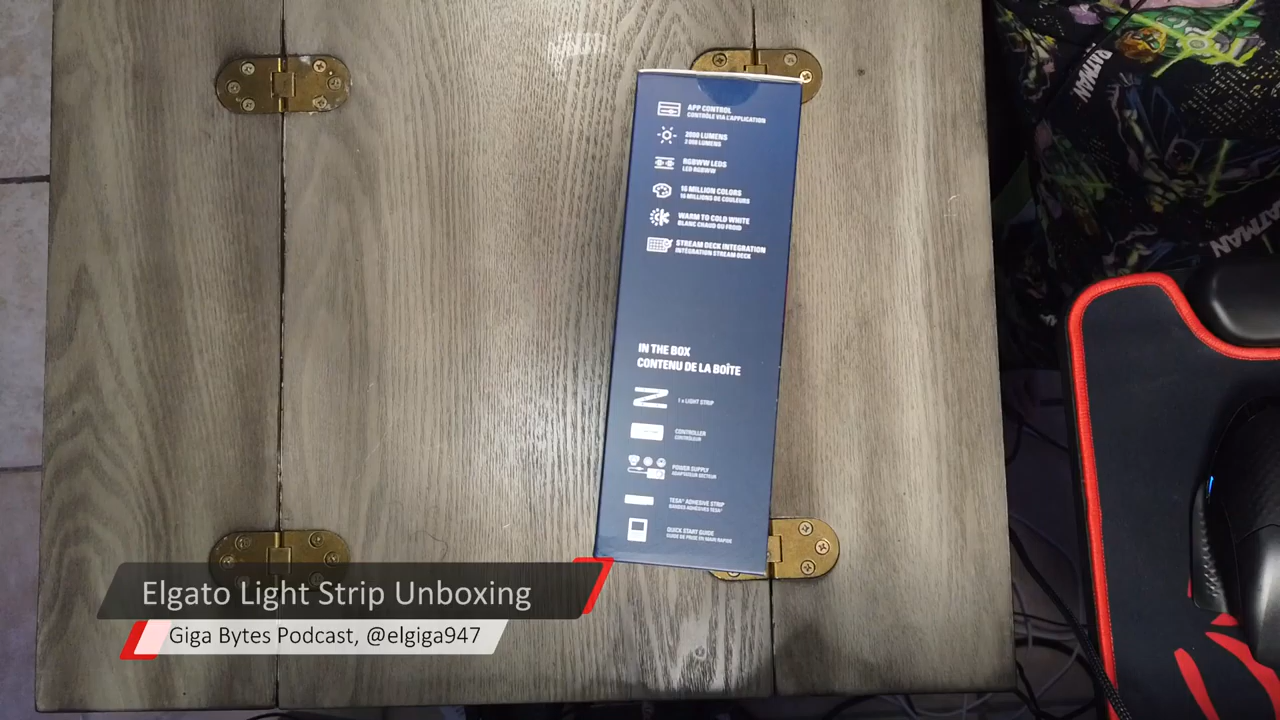 APP CONTROL
CONTRÔLE VIA L'APPLICATION
2000 LUMENS
2 000 LUMENS
RGBWW LEDS
LED RGBWW
16 MILLION COLORS
16 MILLIONS DE COULEURS
WARM TO COLD WHITE
BLANC CHAUD OU FROID
STREAM DECK INTEGRATION
INTÉGRATION STREAM DECK
IN THE BOX
CONTENU DE LA BOÎTE
1 x LIGHT STRIP
CONTROLLER
CONTRÔLEUR
POWER SUPPLY
ADAPTATEUR SECTEUR
TESA® ADHESIVE STRIP
BANDES ADHÉSIVES TESA®
QUICK START GUIDE
GUIDE DE PRISE EN MAIN RAPIDE
BATMAN
BATMAN
Elgato Light Strip Unboxing
Giga Bytes Podcast, @elgiga947